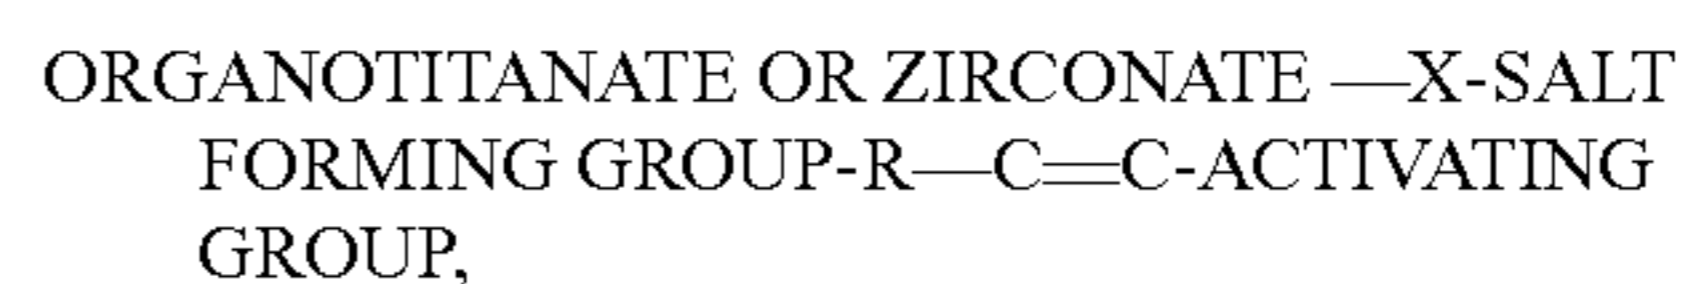 ORGANOTITANATE OR ZIRCONATE —X-SALT
FORMING GROUP-R—C=C-ACTIVATING
GROUP,